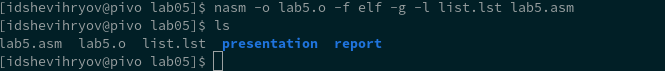 [idshevihryov@pivo lab05]$ nasm -o lab5.o -f elf -g -l list.lst lab5.asm
[idshevihryov@pivo lab05]$ ls
lab5.asm  lab5.o  list.lst  presentation  report
[idshevihryov@pivo lab05]$